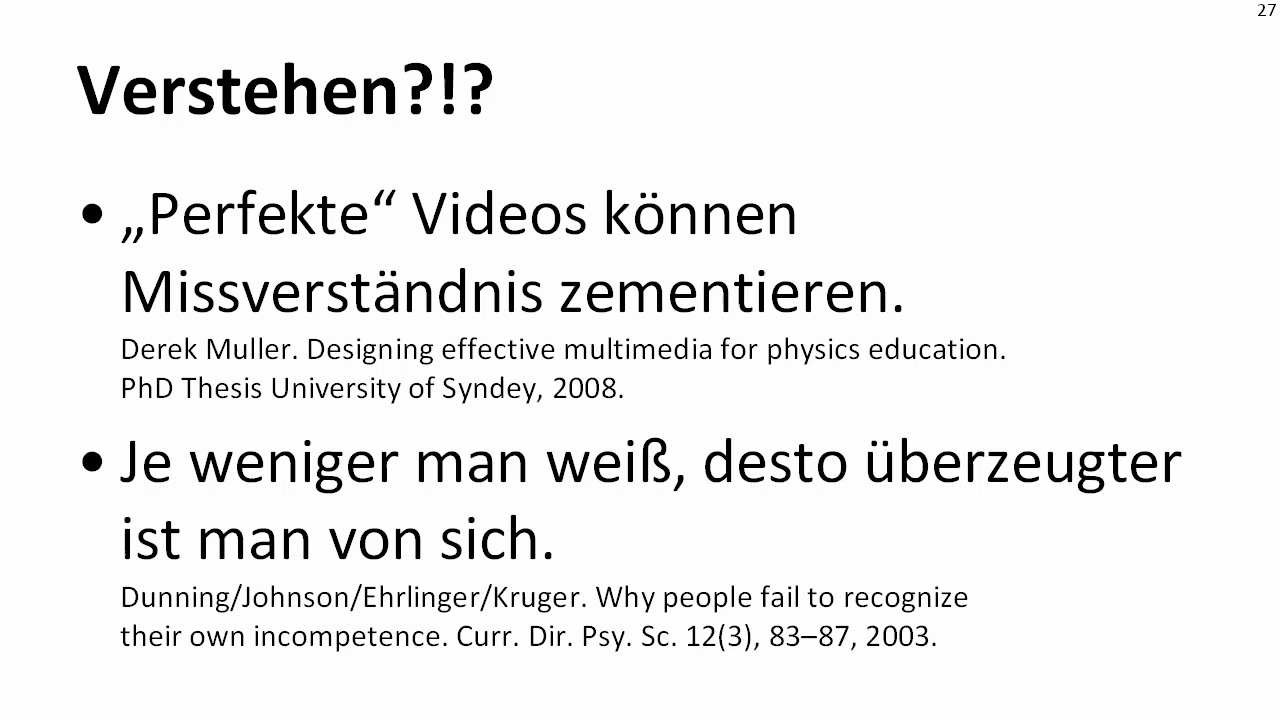 27
Verstehen?!?
• „Perfekte“ Videos können
Missverständnis zementieren.
Derek Muller. Designing effective multimedia for physics education.
PhD Thesis University of Syndey, 2008.
• Je weniger man weiß, desto überzeugter
ist man von sich.
Dunning/Johnson/Ehrlinger/Kruger. Why people fail to recognize
their own incompetence. Curr. Dir. Psy. Sc. 12(3), 83–87, 2003.